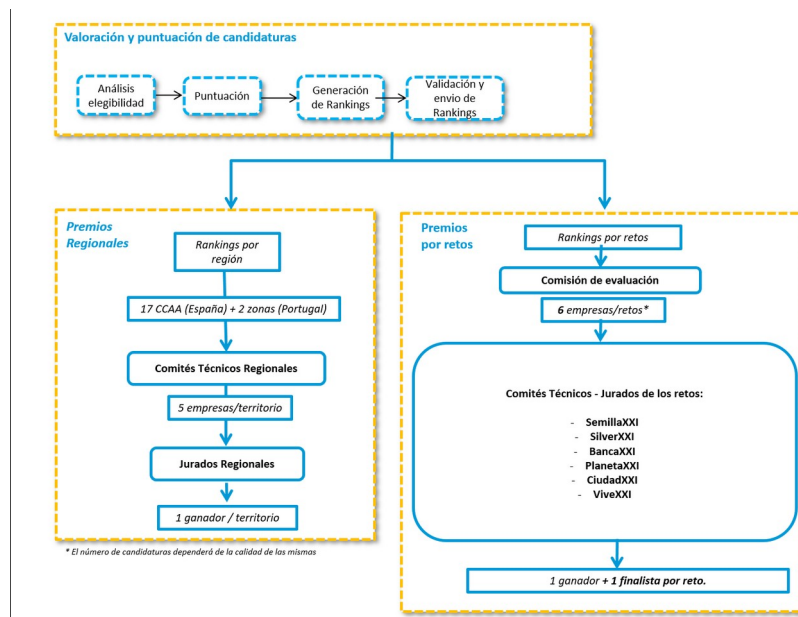 Valoración y puntuación de candidaturas
Análisis
elegibilidad
Puntuación
Generación
de Rankings
Validación y
envio de
Rankings
Premios
Regionales
Rankings por
región
17 CCAA (España) + 2 zonas (Portugal)
Comités Técnicos Regionales
5 empresas/territorio
Jurados Regionales
1 ganador / territorio
* El número de candidaturas dependerá de la calidad de las mismas
Premios
por retos
Rankings por retos
Comisión de evaluación
6 empresas/retos*
Comités Técnicos - Jurados de los retos:
- SemillaXXI
- SilverXXI
- BancaXXI
- PlanetaXXI
- CiudadXXI
- ViveXXI
1 ganador + 1 finalista por reto.